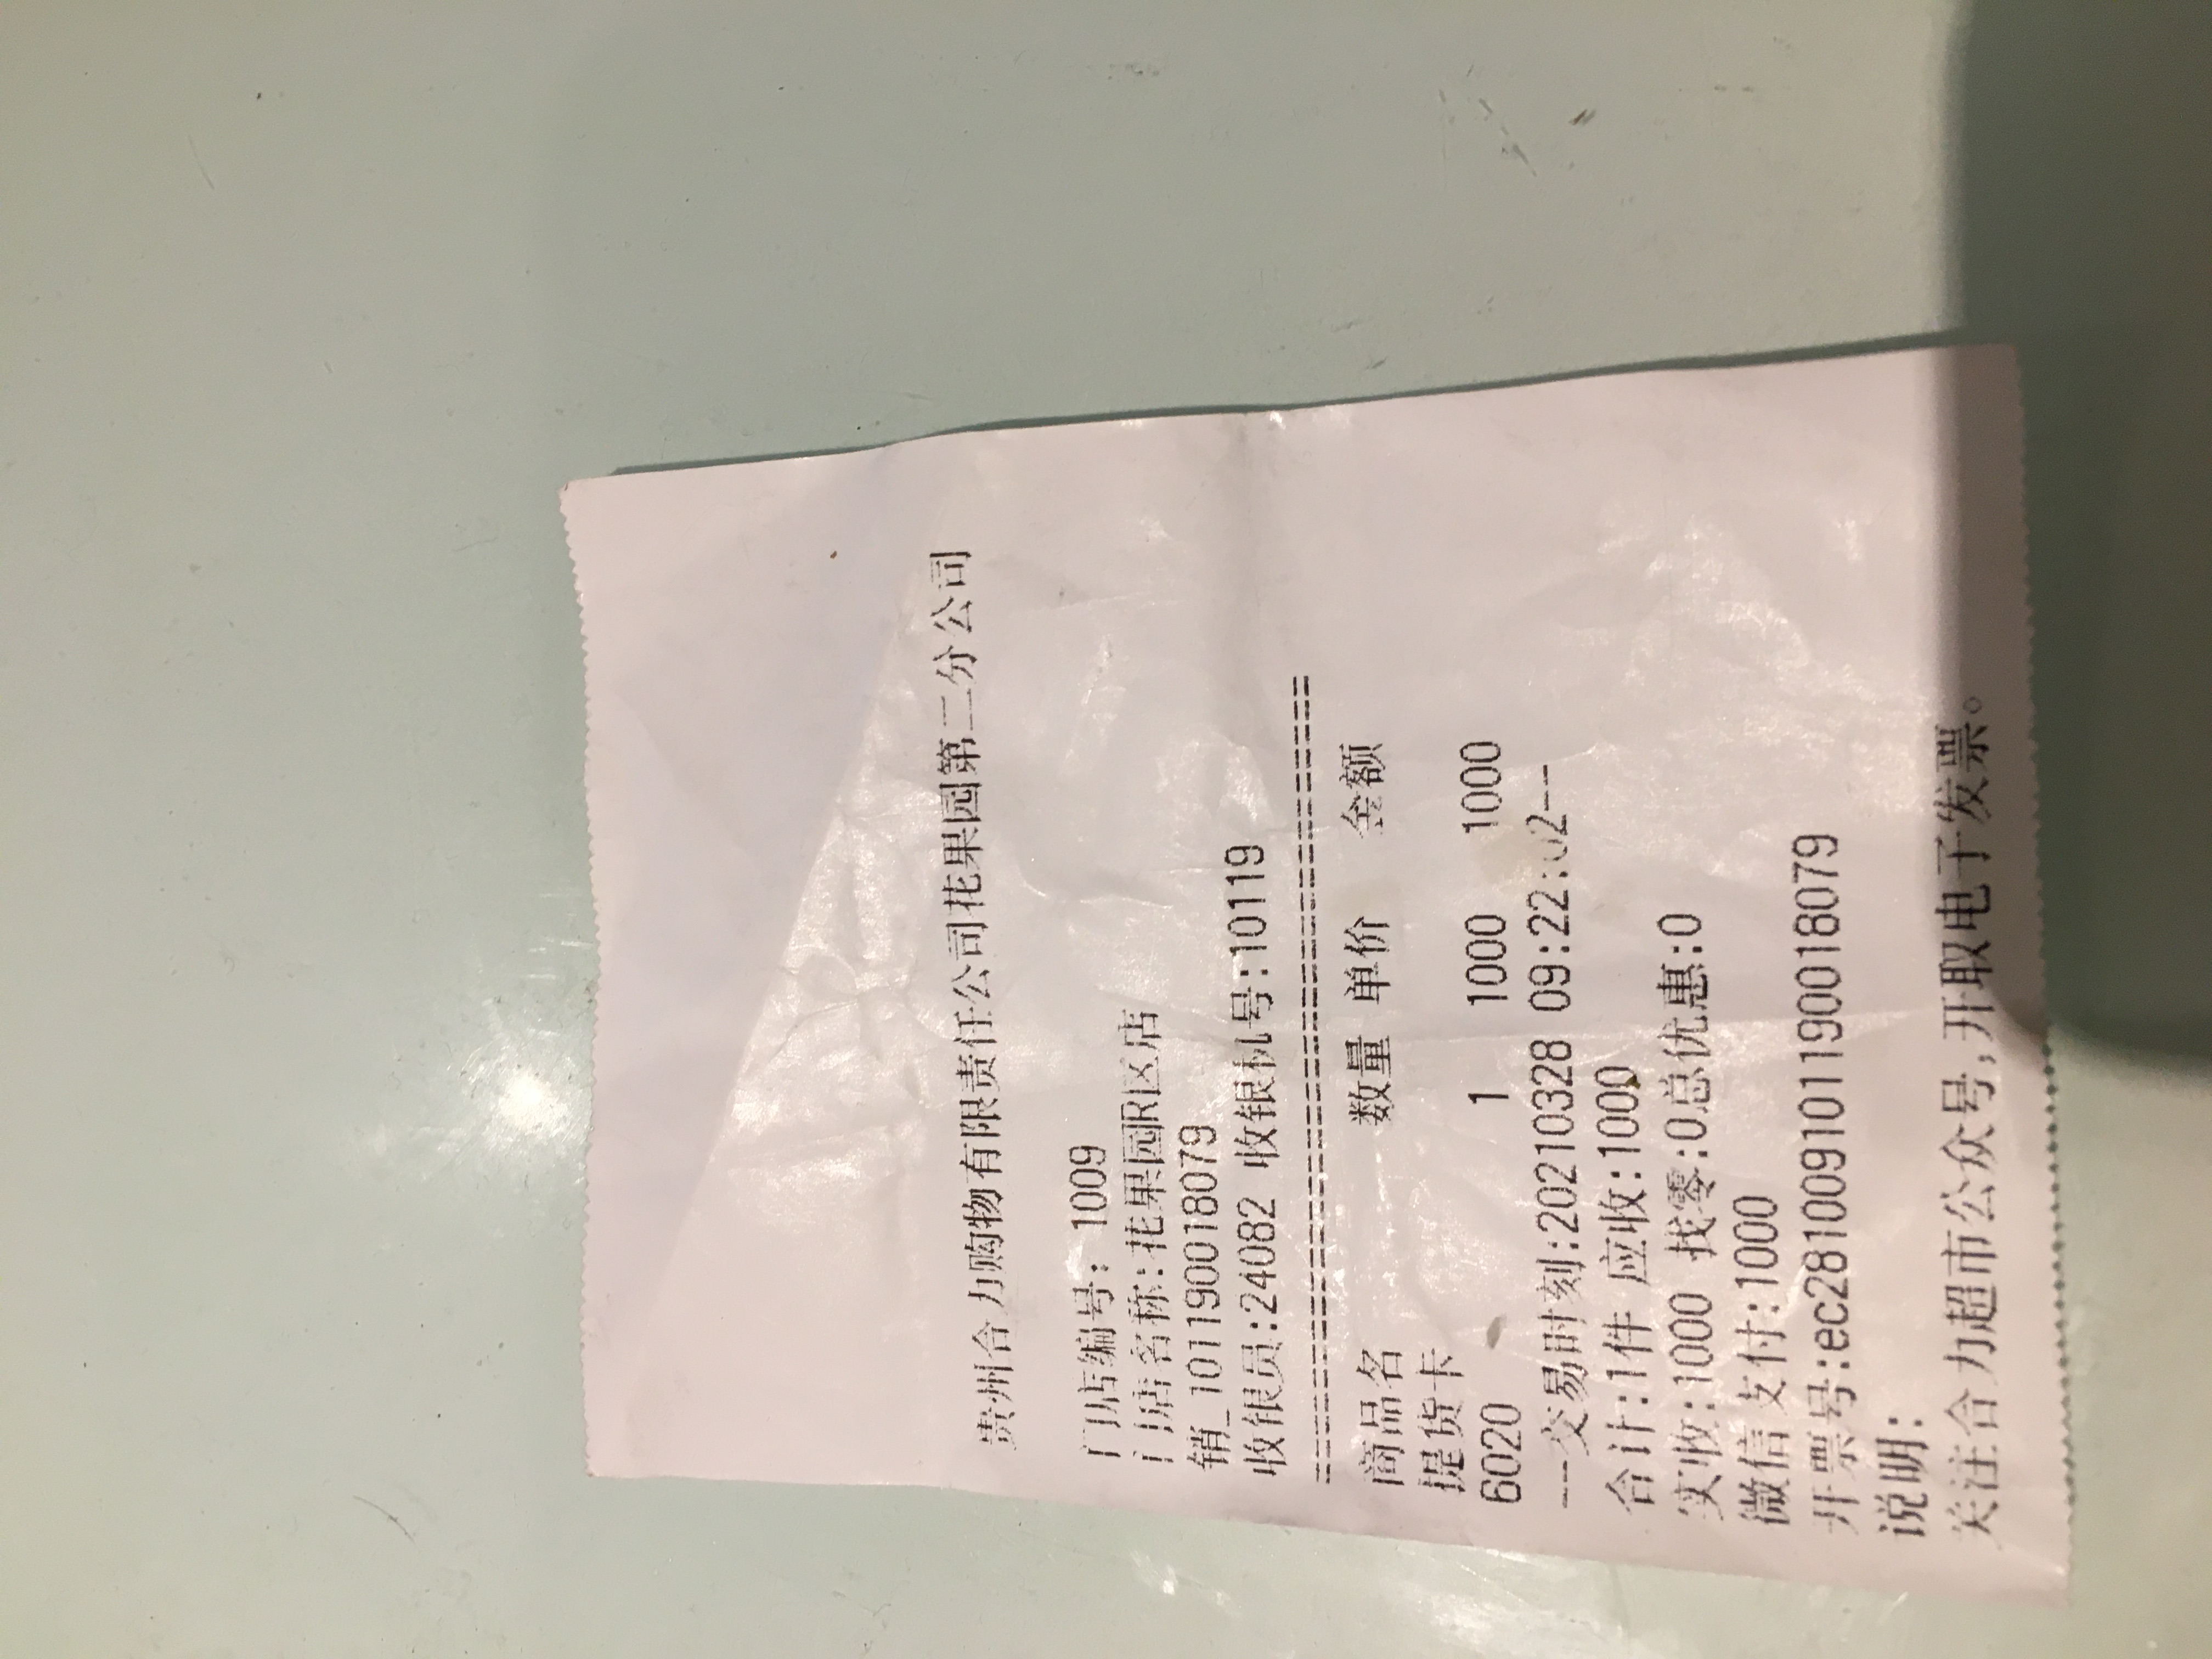 贵州合力购物有限责任公司花果园第二分公司
门店编号: 1009
门店名称:花果园R区店
销_101190018079
收银员:24082 收银机号:10119
商品名 数量 单价 金额
提货卡
6020 1 1000 1000
--交易时刻:20210328 09:22:02--
合计:1件 应收:1000
实收:1000 找零:0总优惠:0
微信支付:1000
开票号:ec281009101190018079
说明:
关注合力超市公众号,开取电子发票。